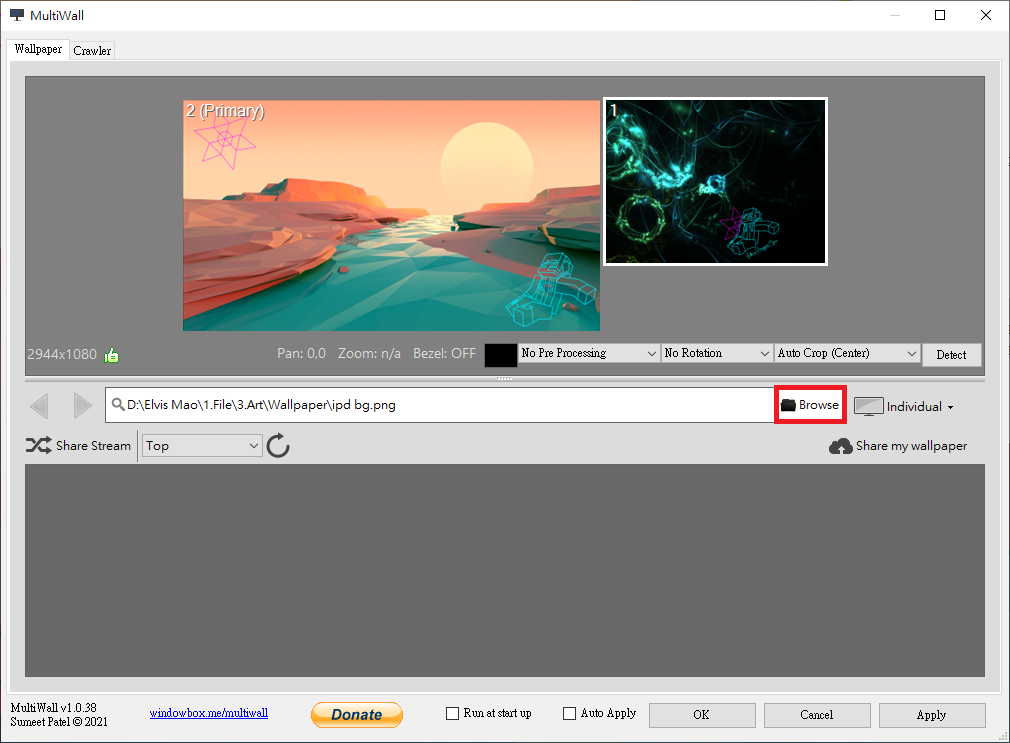 MultiWall
Wallpaper Crawler
2 (Primary)
1
2944x1080 Pan: 0,0 Zoom: n/a Bezel: OFF No Pre Processing No Rotation Auto Crop (Center) Detect
D:\Elvis Mao\1.File\3.Art\Wallpaper\ipd bg.png Browse Individual
Share Stream Top Share my wallpaper
MultiWall v1.0.38
Sumeet Patel © 2021
windowbox.me/multiwall
Donate
Run at start up Auto Apply OK Cancel Apply